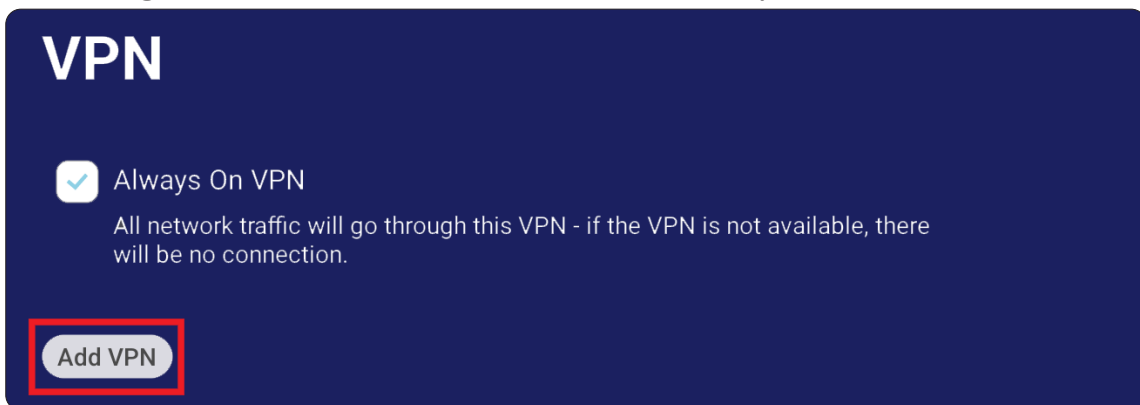 VPN
Always On VPN
All network traffic will go through this VPN - if the VPN is not available, there
will be no connection.
Add VPN